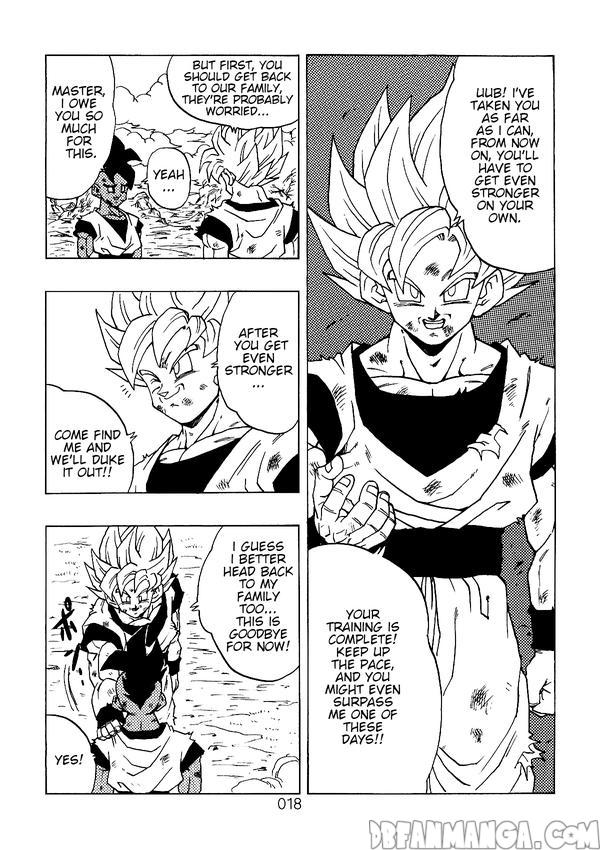 UUB! I'VE
TAKEN YOU
AS FAR
AS I CAN,
FROM NOW
ON, YOU'LL
HAVE TO
GET EVEN
STRONGER
ON YOUR
OWN.
YOUR
TRAINING IS
COMPLETE!
KEEP UP
THE PACE,
AND YOU
MIGHT EVEN
SURPASS
ME ONE OF
THESE
DAYS!!
BUT FIRST, YOU
SHOULD GET BACK
TO OUR FAMILY,
THEY'RE PROBABLY
WORRIED...
YEAH
...
MASTER,
I OWE
YOU SO
MUCH
FOR
THIS.
AFTER
YOU GET
EVEN
STRONGER
...
COME FIND
ME AND
WE'LL DUKE
IT OUT!!
I GUESS
I BETTER
HEAD BACK
TO MY
FAMILY
TOO... THIS
IS GOODBYE
FOR NOW!
YES!
018
DBFANMANGA.COM